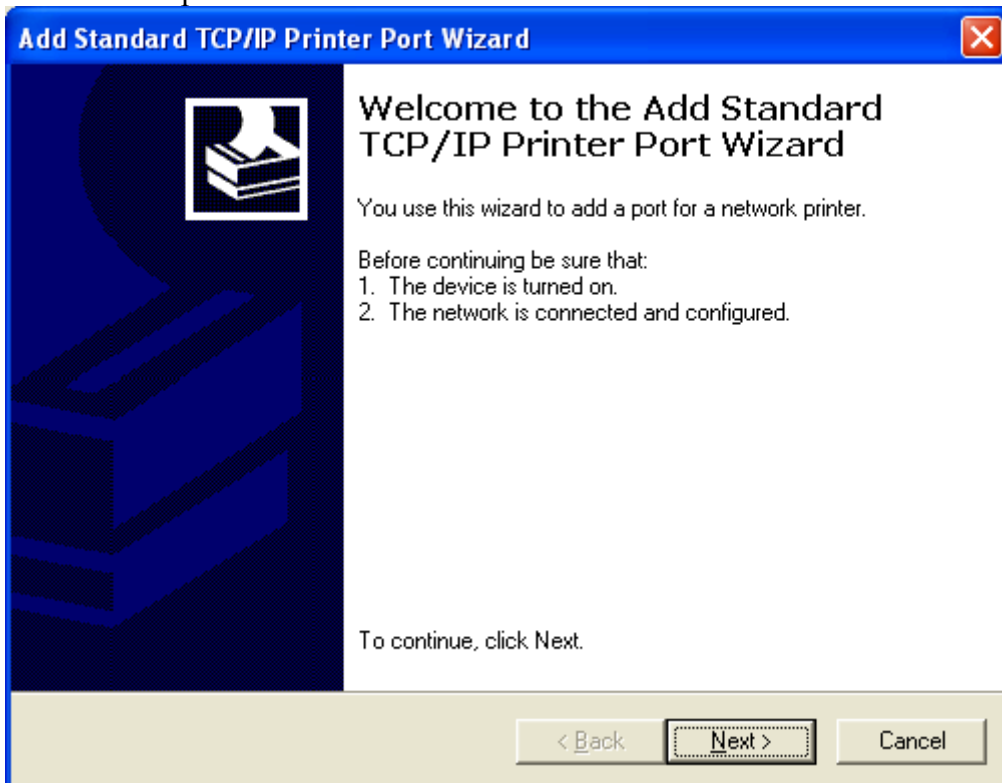 Add Standard TCP/IP Printer Port Wizard
Welcome to the Add Standard
TCP/IP Printer Port Wizard
You use this wizard to add a port for a network printer.
Before continuing be sure that:
1. The device is turned on.
2. The network is connected and configured.
To continue, click Next.
< Back
Next >
Cancel